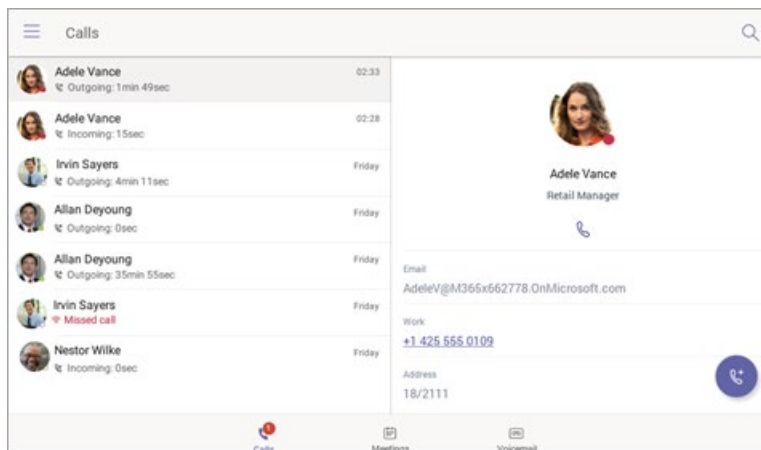 Calls
Adele Vance 02:33
Outgoing: 1min 49sec
Adele Vance 02:28
Incoming: 15sec
Irvin Sayers Friday
Outgoing: 4min 11sec
Allan Deyoung Friday
Outgoing: 0sec
Allan Deyoung Friday
Outgoing: 35min 55sec
Irvin Sayers Friday
Missed call
Nestor Wilke Friday
Incoming: 0sec
Adele Vance
Retail Manager
Email
AdeleV@M365x662778.OnMicrosoft.com
Work
+1 425 555 0109
Address
18/2111
1
Calls Meetings Voicemail